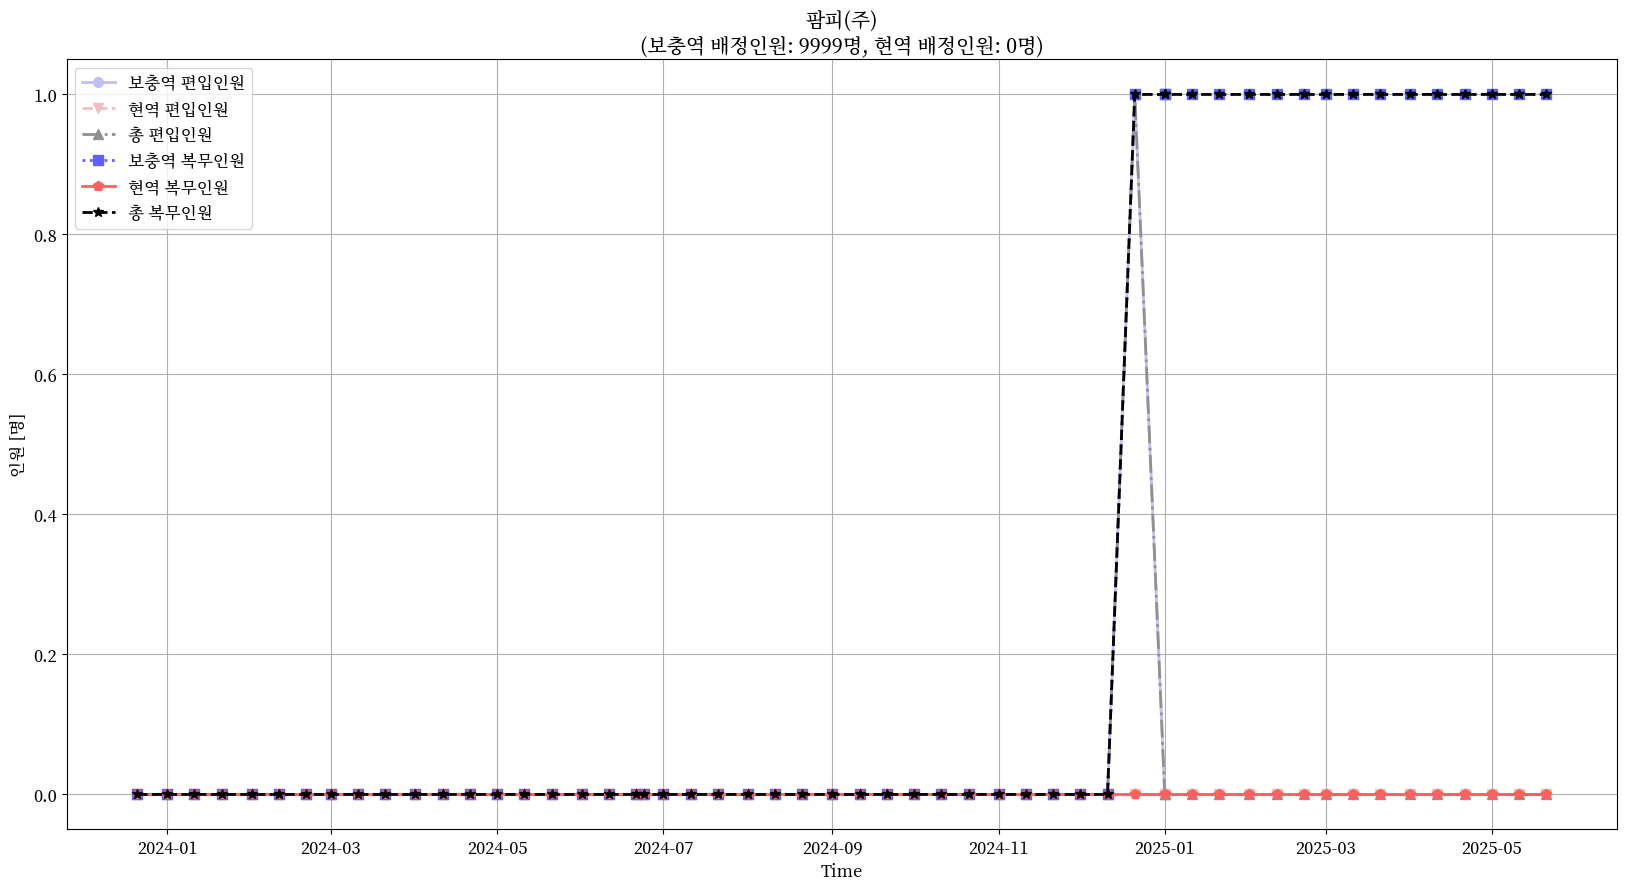 팜피(주)
(보충역 배정인원: 9999명, 현역 배정인원: 0명)
보충역 편입인원
현역 편입인원
총 편입인원
보충역 복무인원
현역 복무인원
총 복무인원
1.0
0.8
0.6
0.4
0.2
0.0
인원 [명]
2024-01
2024-03
2024-05
2024-07
2024-09
2024-11
2025-01
2025-03
2025-05
Time